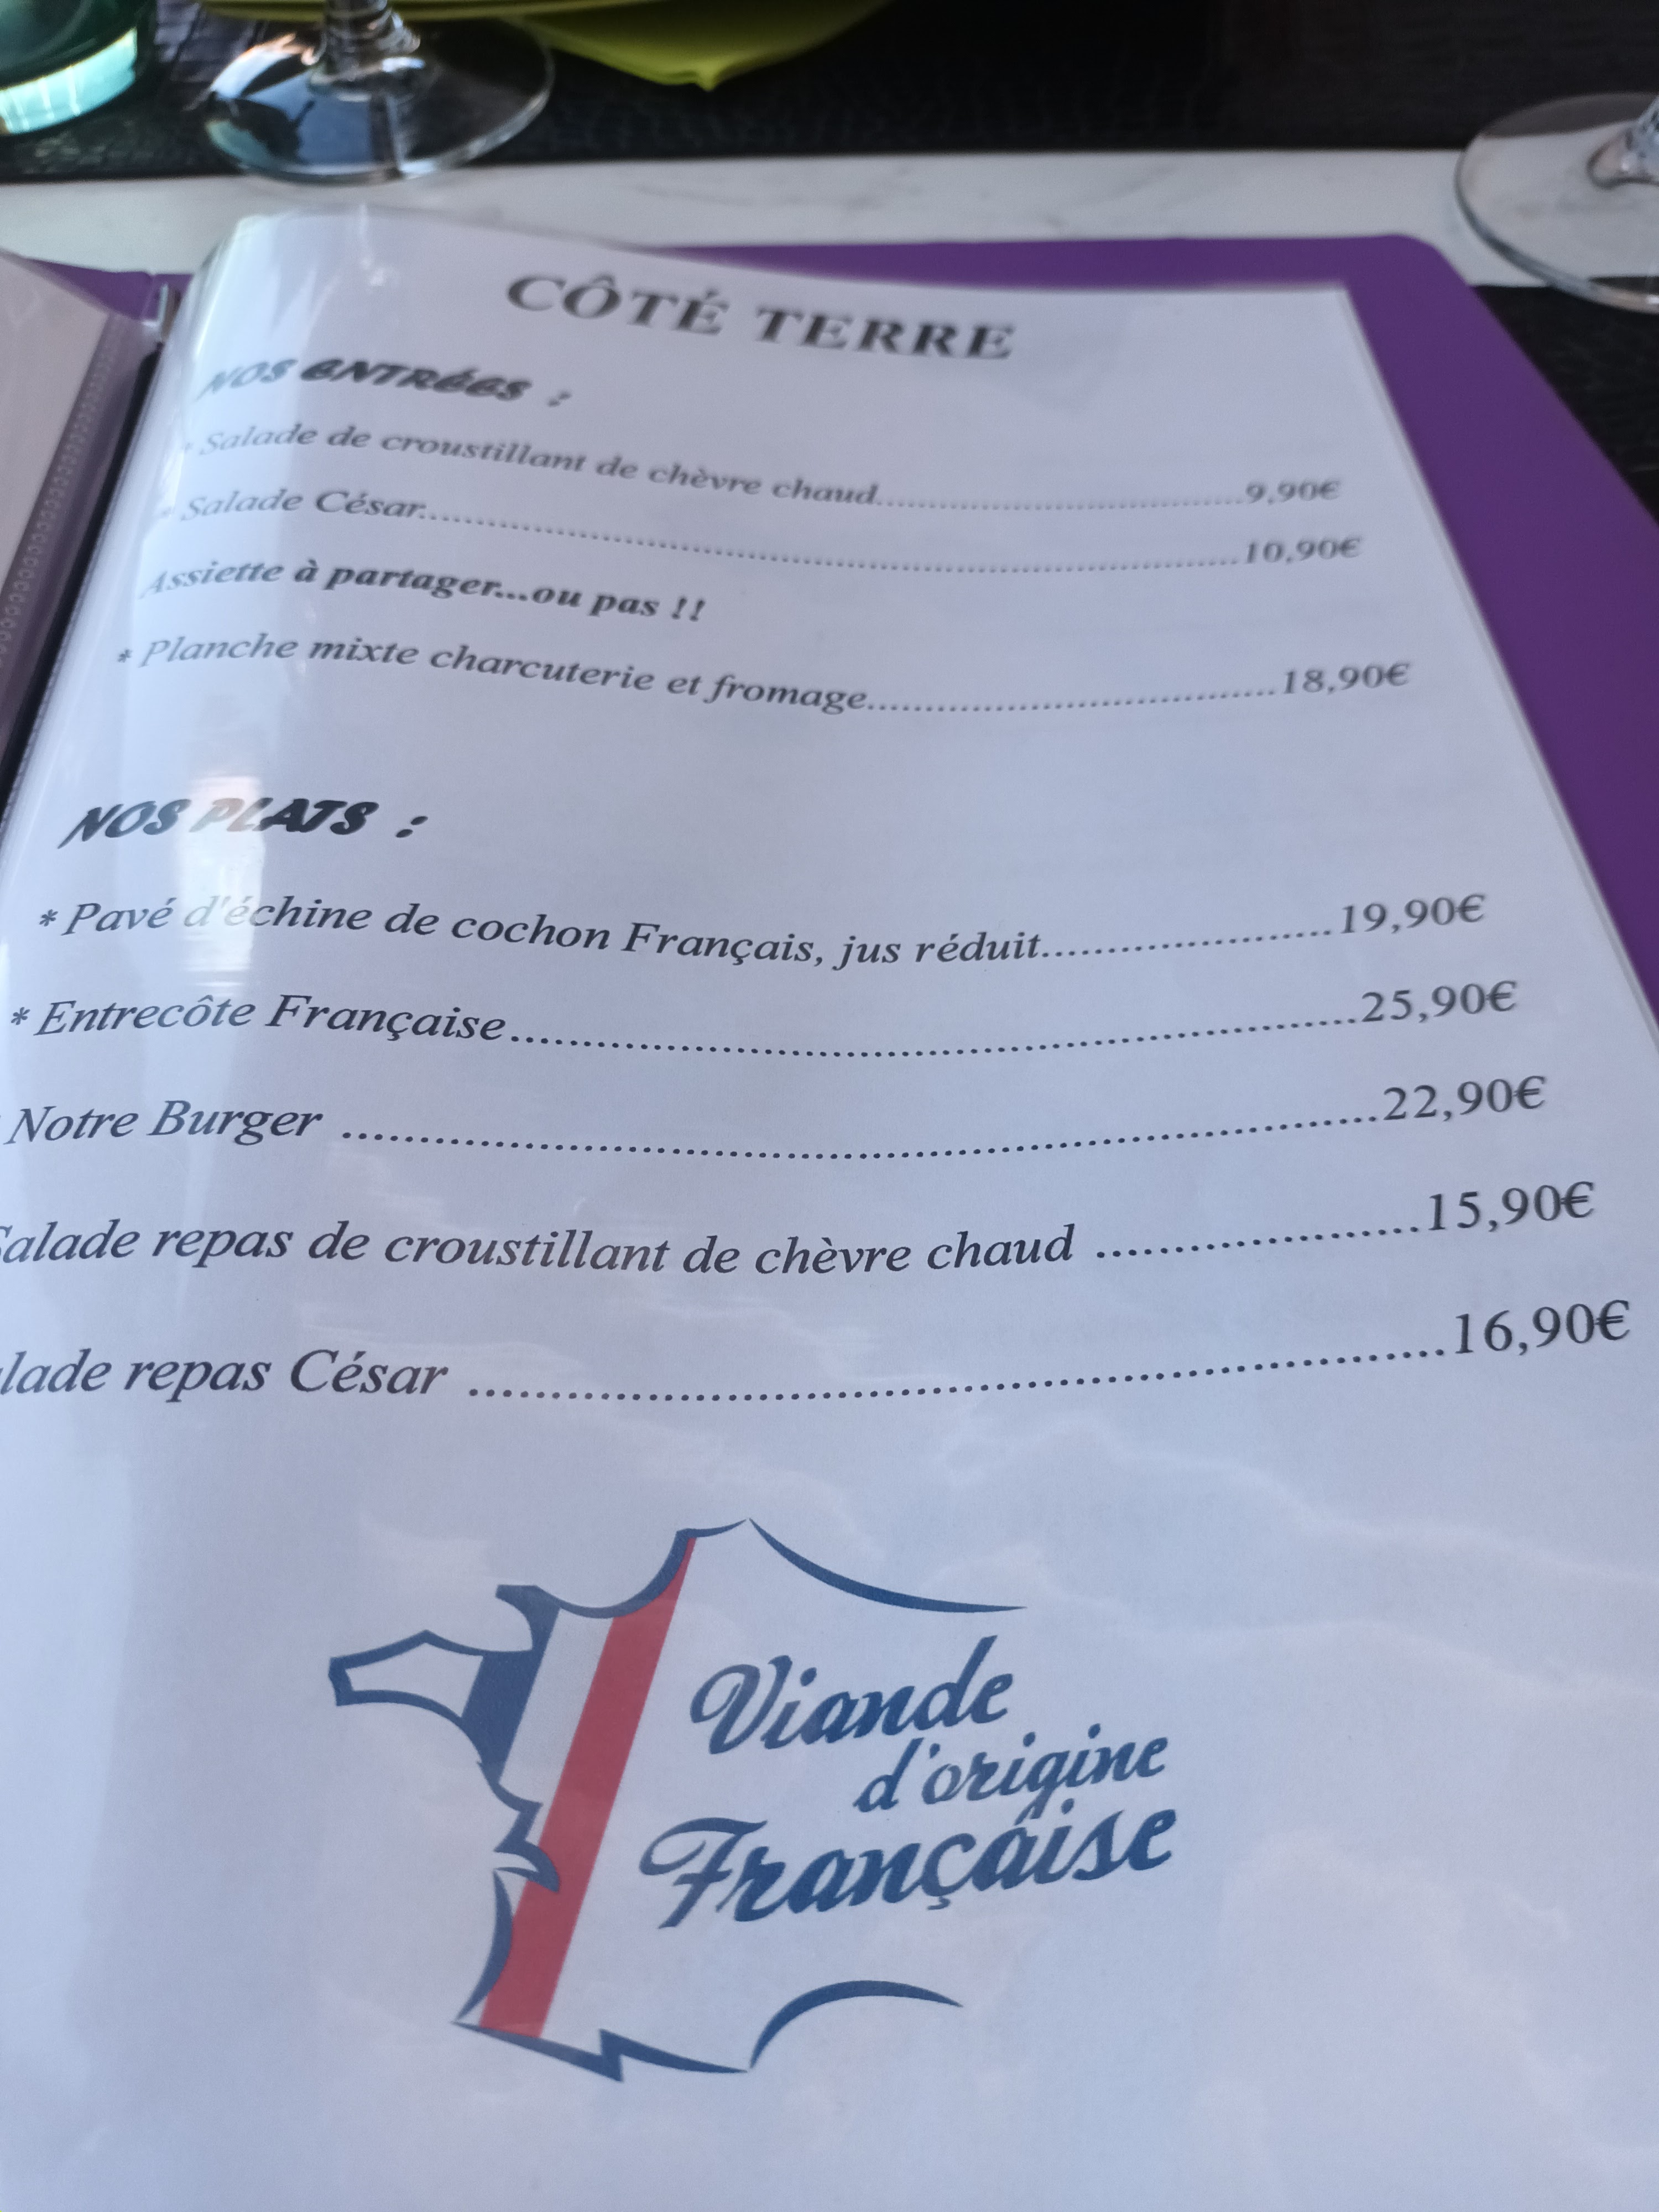 CÔTÉ TERRE
NOS ENTRÉES :
* Salade de croustillant de chèvre chaud..........9,90€
* Salade César..........10,90€
Assiette à partager...ou pas !!
* Planche mixte charcuterie et fromage..........18,90€
NOS PLATS :
* Pavé d'échine de cochon Français, jus réduit..........19,90€
* Entrecôte Française..........25,90€
Notre Burger ..........22,90€
Salade repas de croustillant de chèvre chaud ..........15,90€
lade repas César ..........16,90€
Viande
d'origine
Française